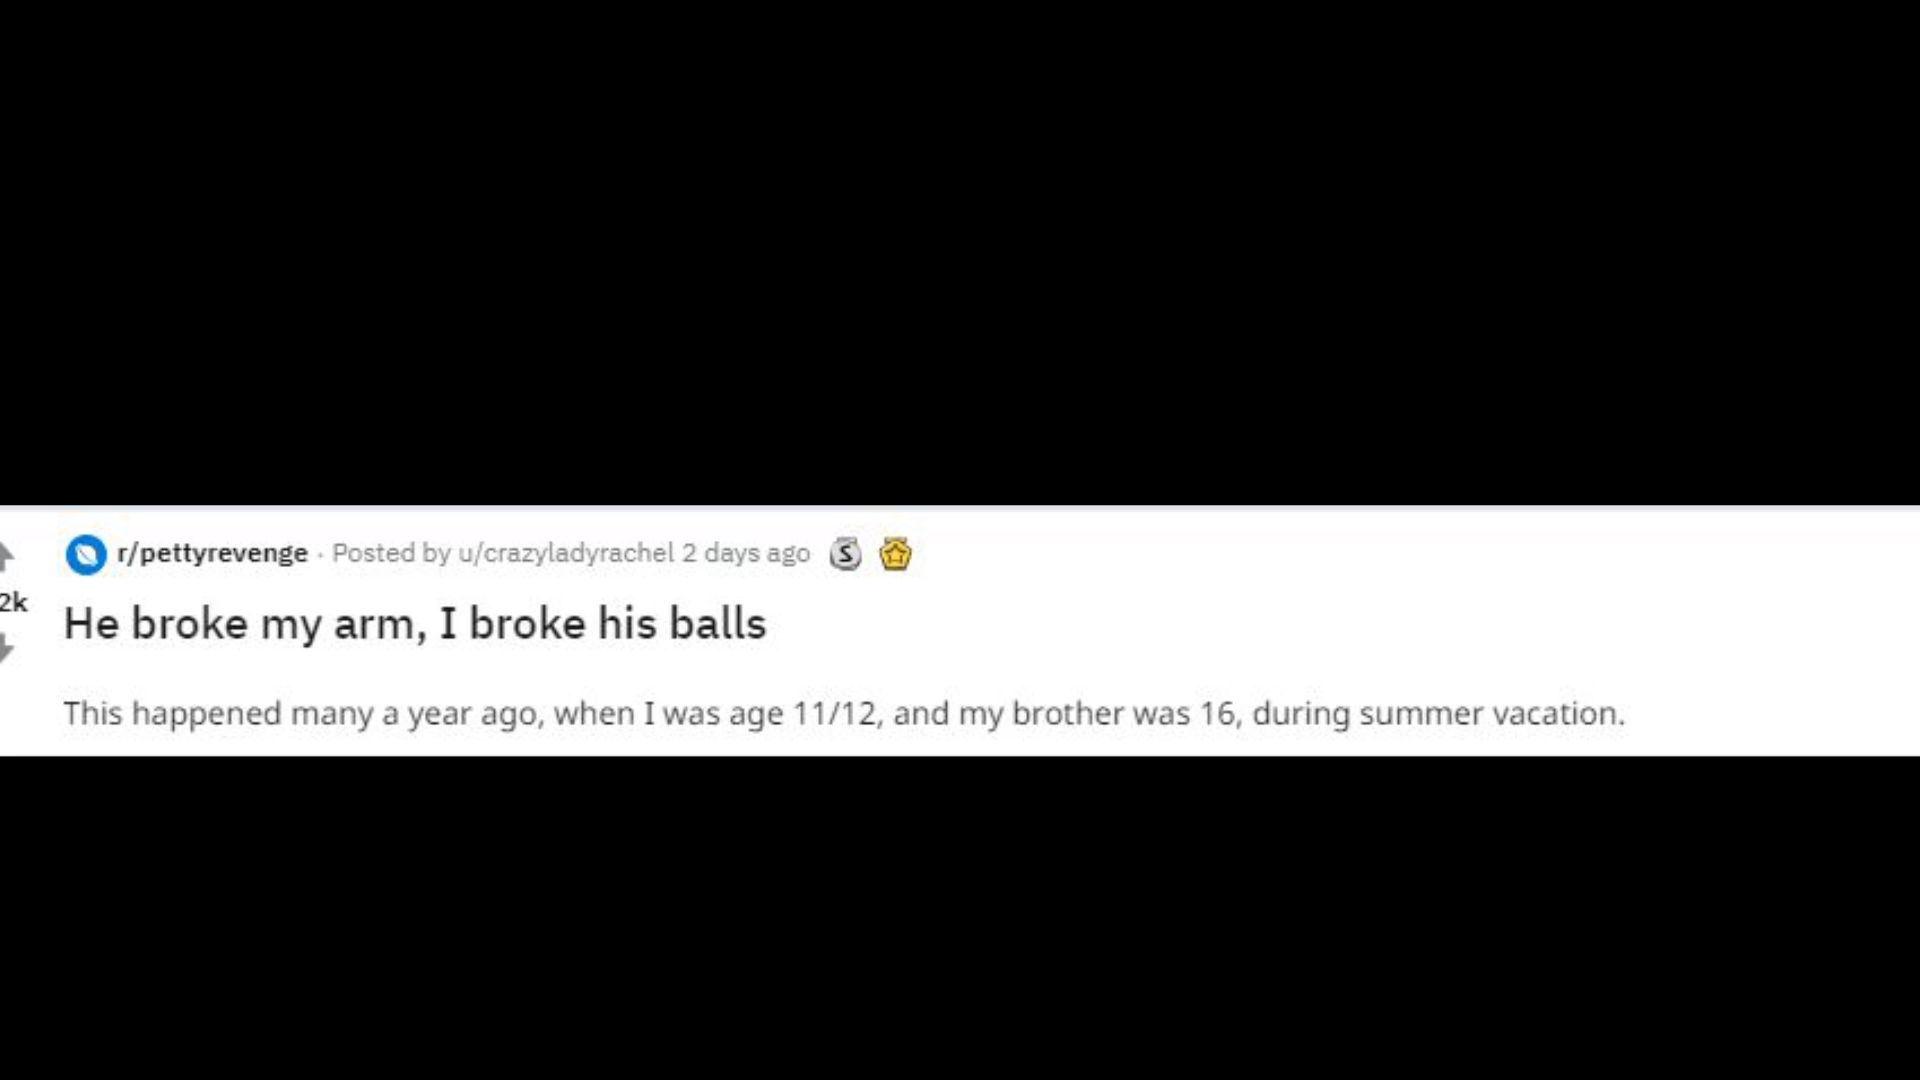 r/pettyrevenge · Posted by u/crazyladyrachel 2 days ago
2k
He broke my arm, I broke his balls
This happened many a year ago, when I was age 11/12, and my brother was 16, during summer vacation.